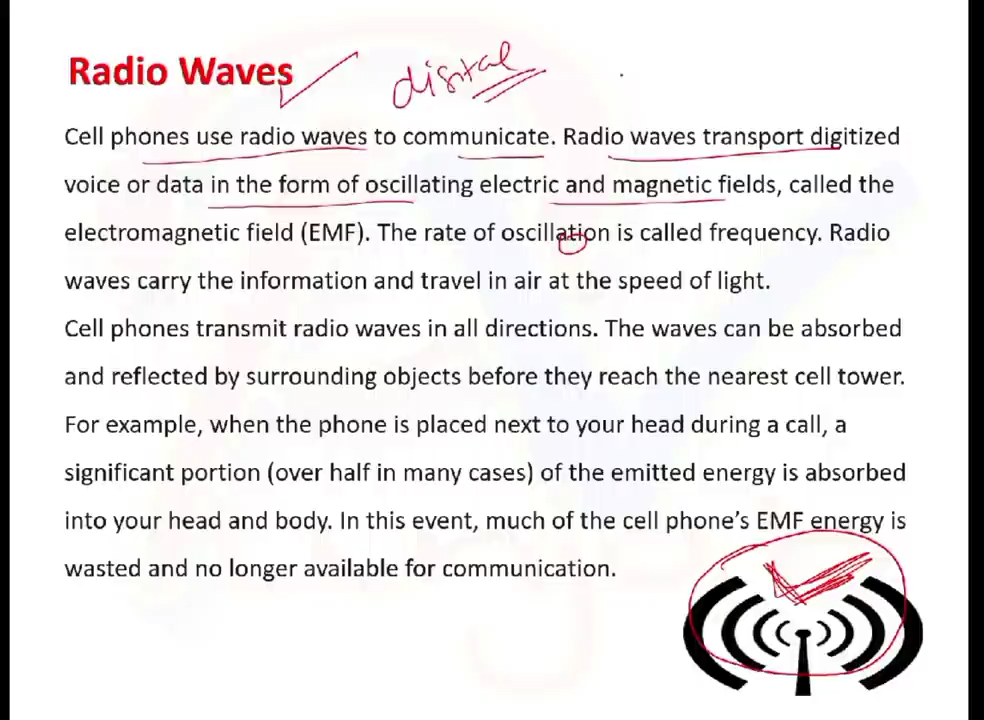 Radio Waves digital
Cell phones use radio waves to communicate. Radio waves transport digitized
voice or data in the form of oscillating electric and magnetic fields, called the
electromagnetic field (EMF). The rate of oscillation is called frequency. Radio
waves carry the information and travel in air at the speed of light.
Cell phones transmit radio waves in all directions. The waves can be absorbed
and reflected by surrounding objects before they reach the nearest cell tower.
For example, when the phone is placed next to your head during a call, a
significant portion (over half in many cases) of the emitted energy is absorbed
into your head and body. In this event, much of the cell phone’s EMF energy is
wasted and no longer available for communication.